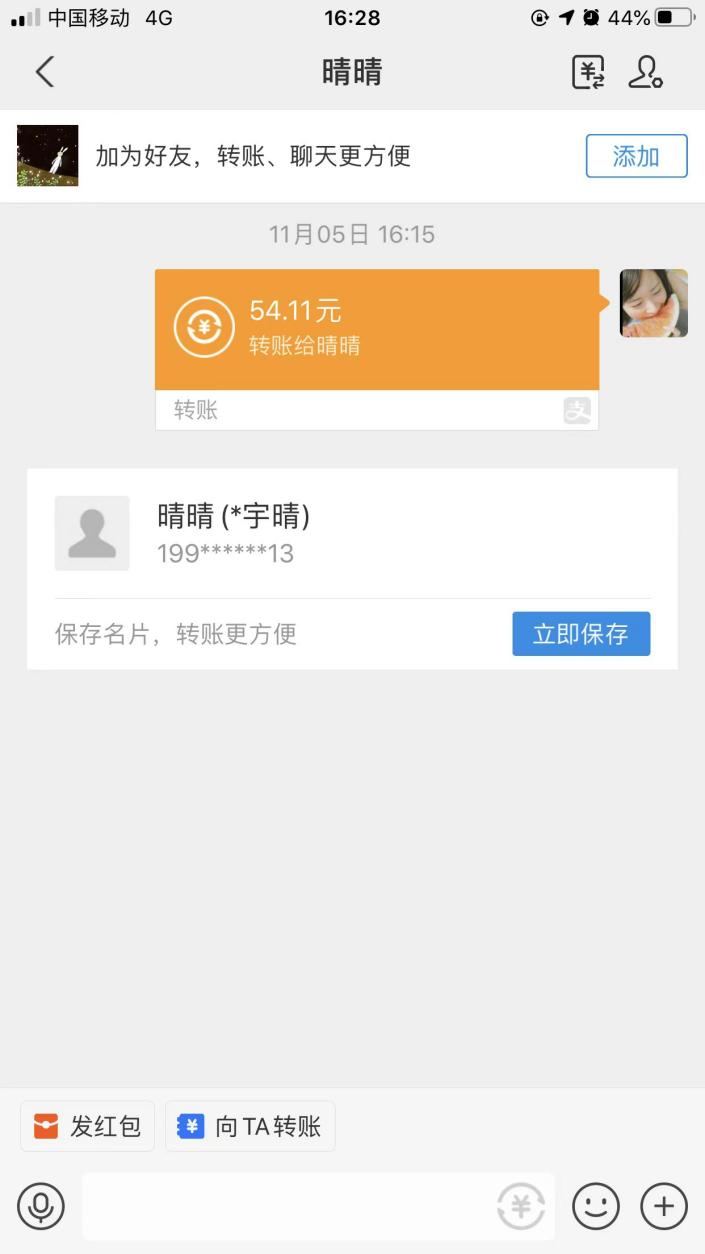 中国移动 4G 16:28 44%
晴晴
加为好友，转账、聊天更方便 添加
11月05日 16:15
54.11元
转账给晴晴
转账 支
晴晴 (*宇晴)
199******13
保存名片，转账更方便 立即保存
发红包 向TA转账